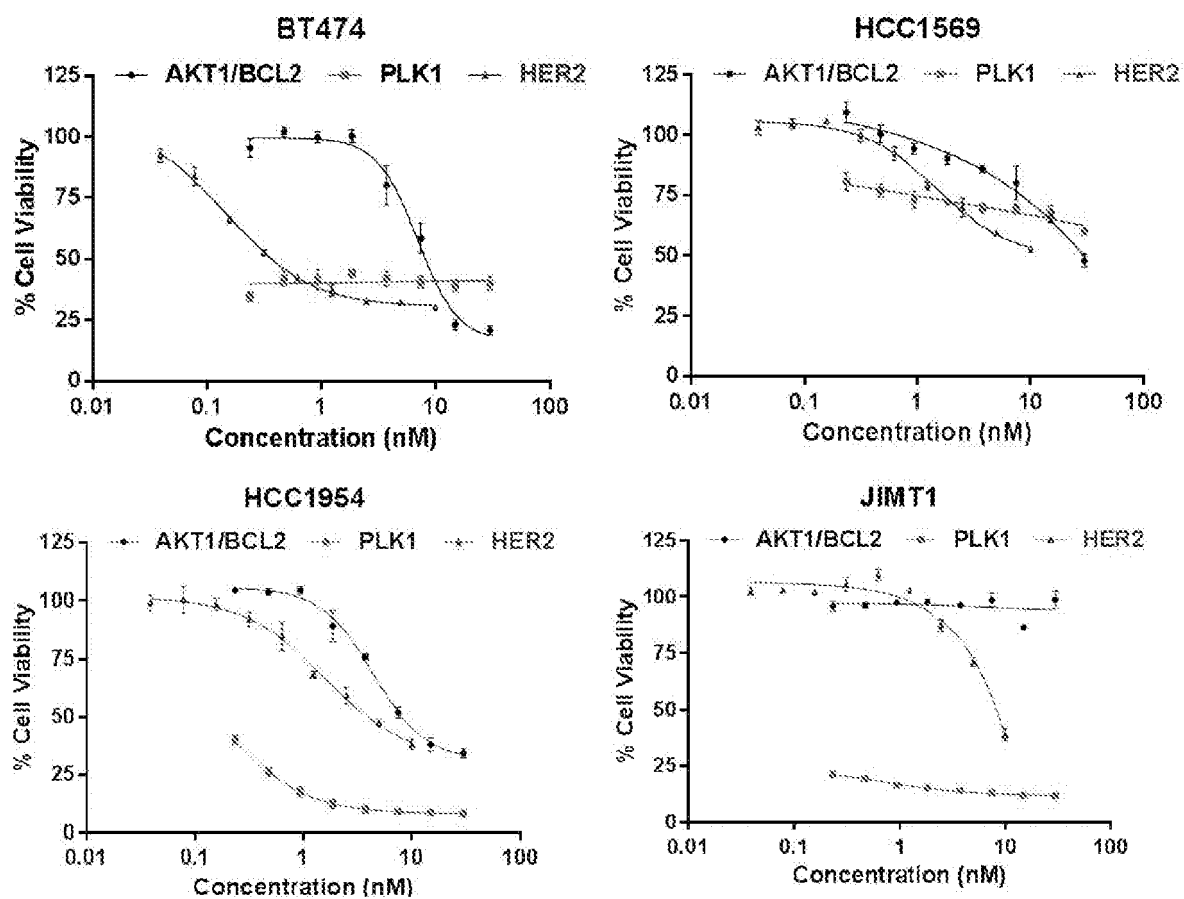 BT474
AKT1/BCL2 PLK1 HER2
125
100
75
50
25
0
% Cell Viability
0.01 0.1 1 10 100
Concentration (nM)
HCC1569
AKT1/BCL2 PLK1 HER2
125
100
75
50
25
0
% Cell Viability
0.01 0.1 1 10 100
Concentration (nM)
HCC1954
AKT1/BCL2 PLK1 HER2
125
100
75
50
25
0
% Cell Viability
0.01 0.1 1 10 100
Concentration (nM)
JIMT1
AKT1/BCL2 PLK1 HER2
125
100
75
50
25
0
% Cell Viability
0.01 0.1 1 10 100
Concentration (nM)